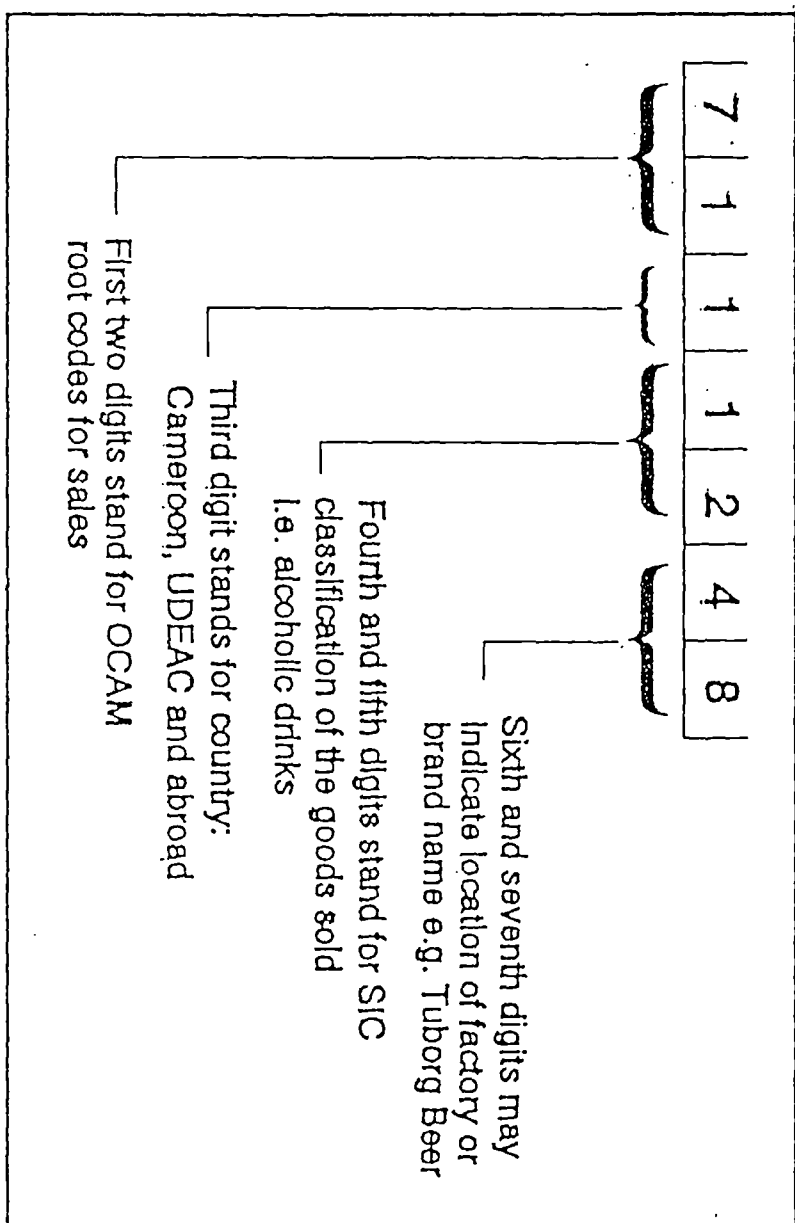 7 1 1 1 2 4 8
Sixth and seventh digits may
indicate location of factory or
brand name e.g. Tuborg Beer
Fourth and fifth digits stand for SIC
classification of the goods sold
i.e. alcoholic drinks
Third digit stands for country:
Cameroon, UDEAC and abroad
First two digits stand for OCAM
root codes for sales